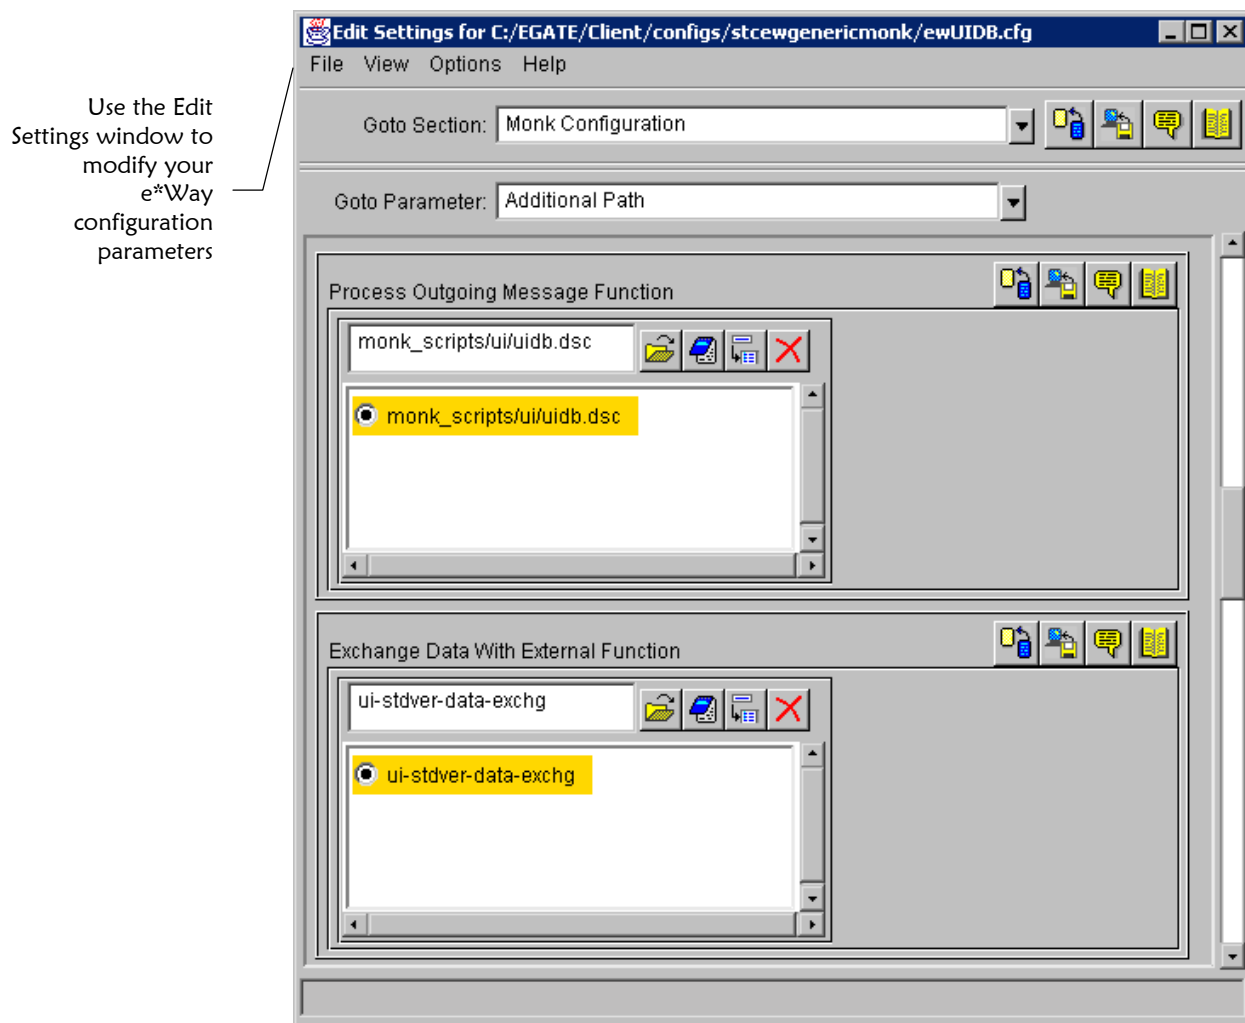 Edit Settings for C:/EGATE/Client/configs/stcewgenericmonk/ewUIDB.cfg
File View Options Help
Use the Edit
Settings window to
modify your
e*Way
configuration
parameters
Goto Section: Monk Configuration
Goto Parameter: Additional Path
Process Outgoing Message Function
monk_scripts/ui/uidb.dsc
monk_scripts/ui/uidb.dsc
Exchange Data With External Function
ui-stdver-data-exchg
ui-stdver-data-exchg